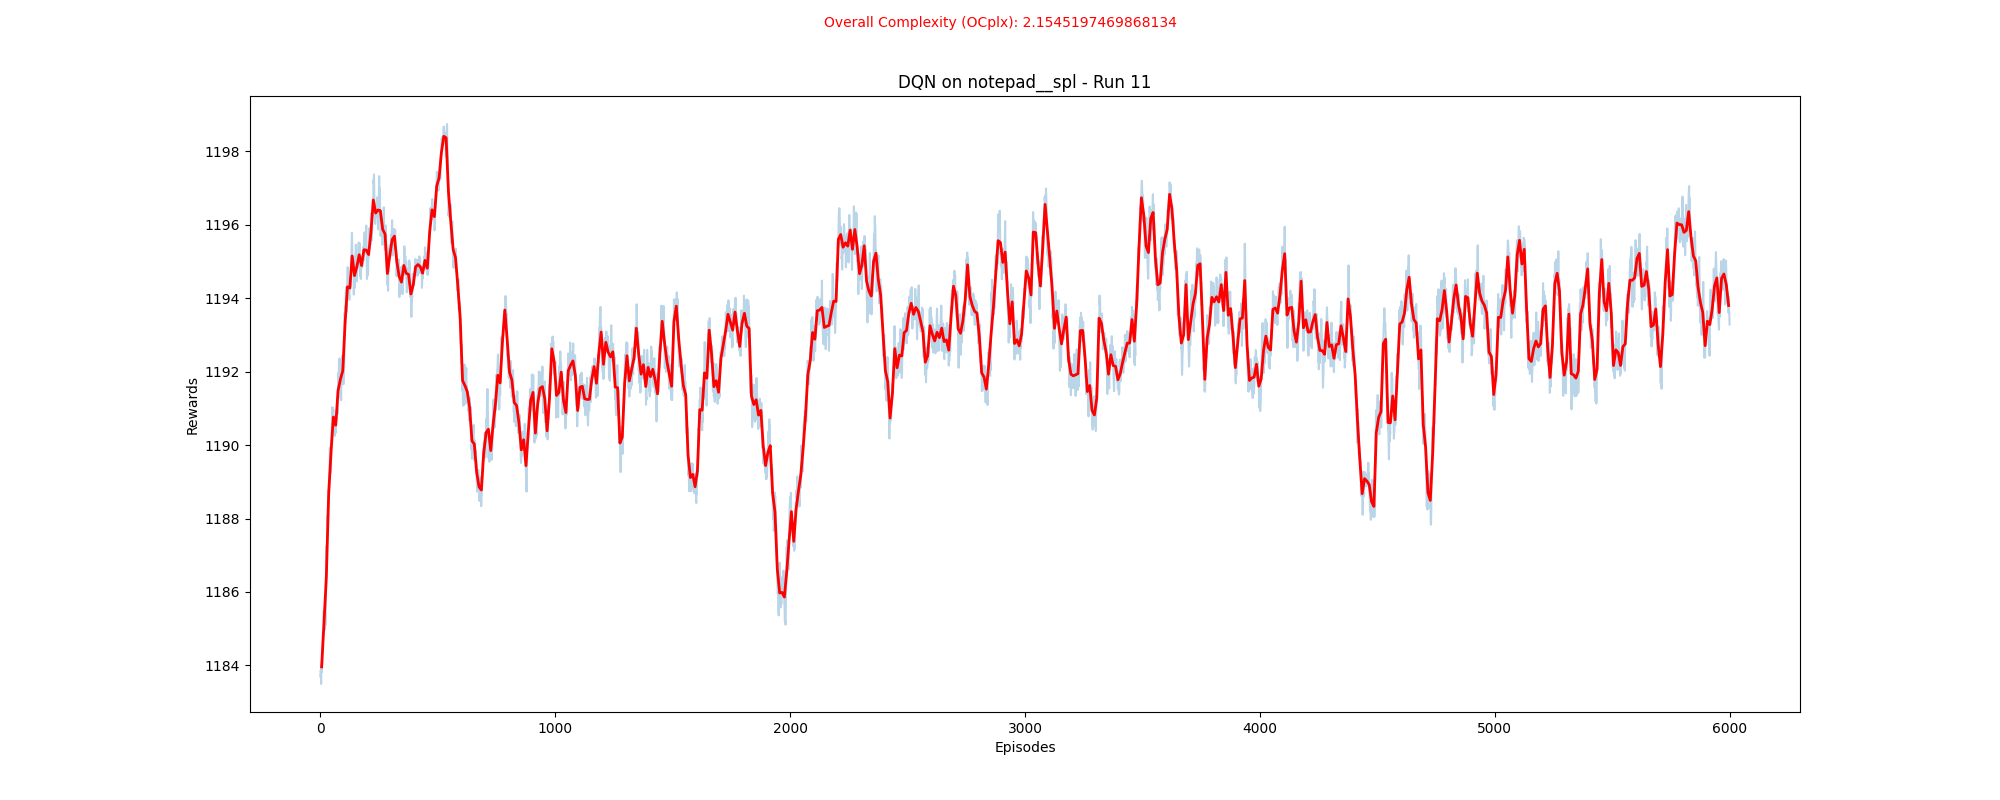 Overall Complexity (OCplx): 2.1545197469868134
DQN on notepad__spl - Run 11
1198
1196
1194
1192
1190
1188
1186
1184
Rewards
0 1000 2000 3000 4000 5000 6000
Episodes